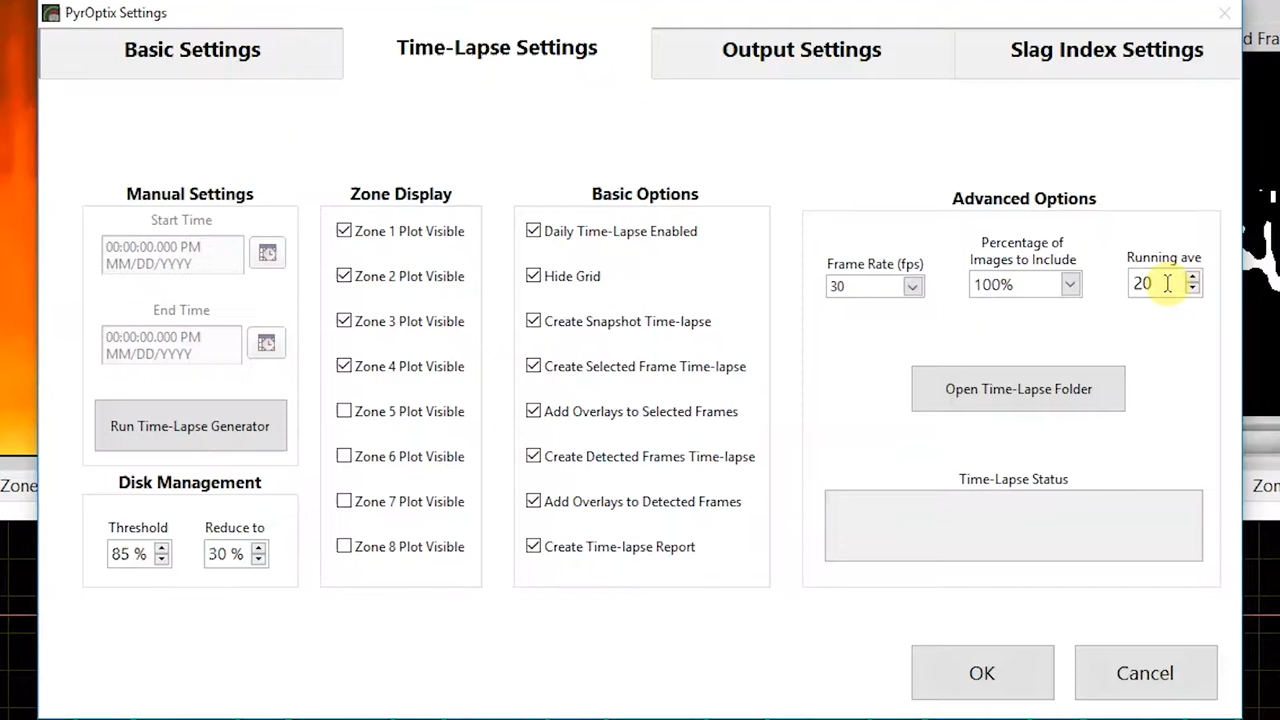 PyrOptix Settings
Basic Settings
Time-Lapse Settings
Output Settings
Slag Index Settings
d Fra
Manual Settings
Start Time
00:00:00.000 PM
MM/DD/YYYY
End Time
00:00:00.000 PM
MM/DD/YYYY
Run Time-Lapse Generator
Disk Management
Threshold
85 %
Reduce to
30 %
Zone Display
Zone 1 Plot Visible
Zone 2 Plot Visible
Zone 3 Plot Visible
Zone 4 Plot Visible
Zone 5 Plot Visible
Zone 6 Plot Visible
Zone 7 Plot Visible
Zone 8 Plot Visible
Basic Options
Daily Time-Lapse Enabled
Hide Grid
Create Snapshot Time-lapse
Create Selected Frame Time-lapse
Add Overlays to Selected Frames
Create Detected Frames Time-lapse
Add Overlays to Detected Frames
Create Time-lapse Report
Advanced Options
Frame Rate (fps)
30
Percentage of
Images to Include
100%
Running ave
20
Open Time-Lapse Folder
Time-Lapse Status
OK
Cancel
Zone
Zon